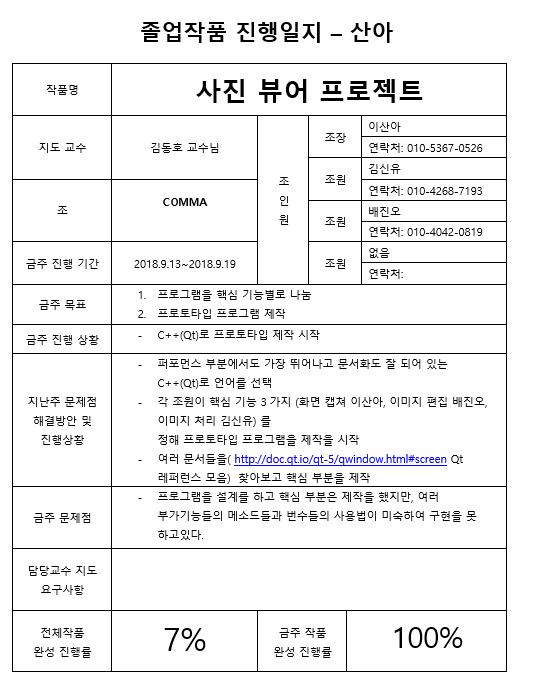 졸업작품 진행일지 – 산아
작품명
사진 뷰어 프로젝트
지도 교수
김동호 교수님
조
인
원
조장
이산아
연락처: 010-5367-0526
조원
김신유
연락처: 010-4268-7193
조
COMMA
조원
배진오
연락처: 010-4042-0819
금주 진행 기간
2018.9.13~2018.9.19
조원
없음
연락처:
금주 목표
1. 프로그램을 핵심 기능별로 나눔
2. 프로토타입 프로그램 제작
금주 진행 상황
- C++(Qt)로 프로토타입 제작 시작
지난주 문제점
해결방안 및
진행상황
- 퍼포먼스 부분에서도 가장 뛰어나고 문서화도 잘 되어 있는
C++(Qt)로 언어를 선택
- 각 조원이 핵심 기능 3 가지 (화면 캡쳐 이산아, 이미지 편집 배진오,
이미지 처리 김신유) 를
정해 프로토타입 프로그램을 제작을 시작
- 여러 문서들을( http://doc.qt.io/qt-5/qwindow.html#screen Qt
레퍼런스 모음) 찾아보고 핵심 부분을 제작
금주 문제점
- 프로그램을 설계를 하고 핵심 부분은 제작을 했지만, 여러
부가기능들의 메소드들과 변수들의 사용법이 미숙하여 구현을 못
하고있다.
담당교수 지도
요구사항
전체작품
완성 진행률
7%
금주 작품
완성 진행률
100%